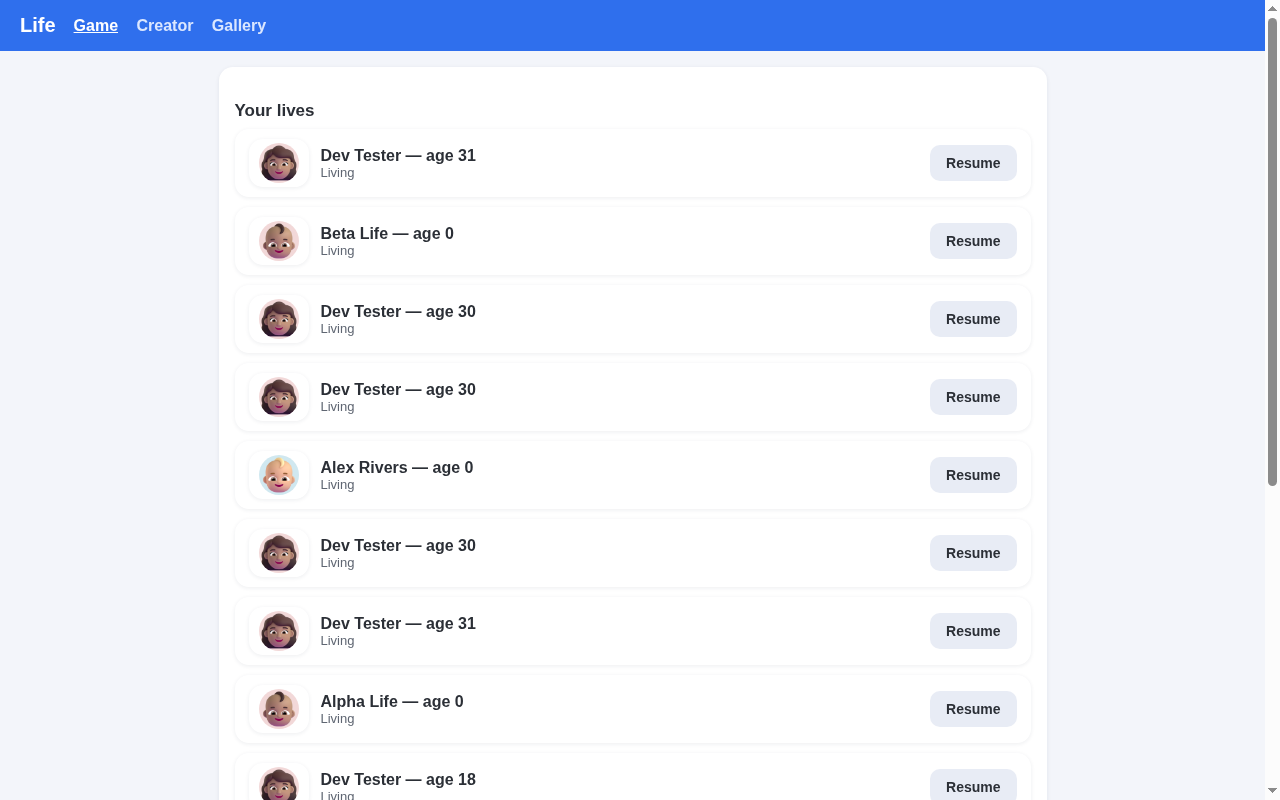 Life Game Creator Gallery
Your lives
Dev Tester — age 31
Living
Resume
Beta Life — age 0
Living
Resume
Dev Tester — age 30
Living
Resume
Dev Tester — age 30
Living
Resume
Alex Rivers — age 0
Living
Resume
Dev Tester — age 30
Living
Resume
Dev Tester — age 31
Living
Resume
Alpha Life — age 0
Living
Resume
Dev Tester — age 18
Living
Resume